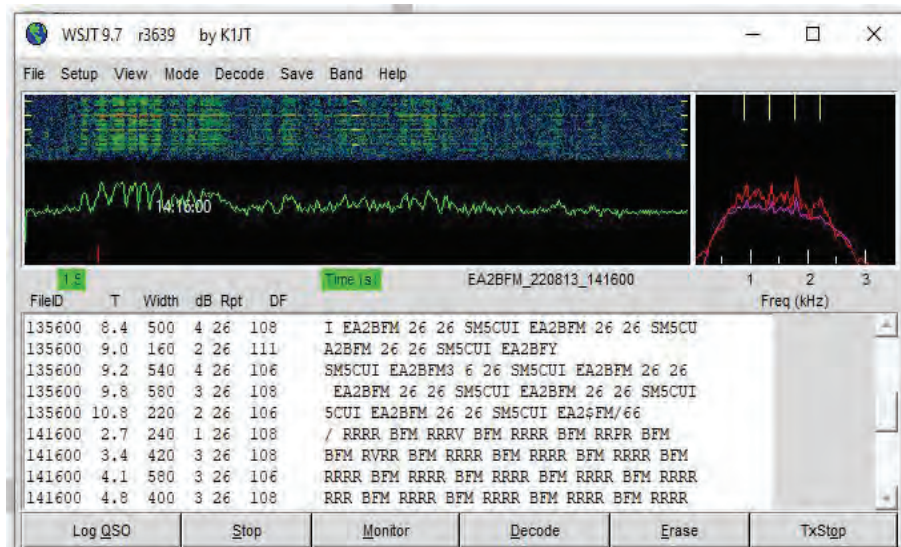 WSJT 9.7 r3639 by K1JT
File Setup View Mode Decode Save Band Help
14:16:00
1.5 Time (s) EA2BFM_220813_141600 1 2 3
FileID T Width dB Rpt DF Freq (kHz)
135600 8.4 500 4 26 108 I EA2BFM 26 26 SM5CUI EA2BFM 26 26 SM5CU
135600 9.0 160 2 26 111 A2BFM 26 26 SM5CUI EA2BFY
135600 9.2 540 4 26 106 SM5CUI EA2BFM3 6 26 SM5CUI EA2BFM 26 26
135600 9.8 580 3 26 108 EA2BFM 26 26 SM5CUI EA2BFM 26 26 SM5CUI
135600 10.8 220 2 26 106 5CUI EA2BFM 26 26 SM5CUI EA2$FM/66
141600 2.7 240 1 26 108 / RRRR BFM RRRV BFM RRRR BFM RRPR BFM
141600 3.4 420 3 26 108 BFM RVRR BFM RRRR BFM RRRR BFM RRRR BFM
141600 4.1 580 3 26 106 RRRR BFM RRRR BFM RRRR BFM RRRR BFM RRRR
141600 4.8 400 3 26 108 RRR BFM RRRR BFM RRRR BFM RRRR BFM RRRR
Log QSO Stop Monitor Decode Erase TxStop